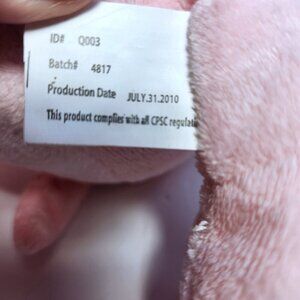 ID# Q003
Batch# 4817
Production Date JULY.31.2010
This product complies with all CPSC